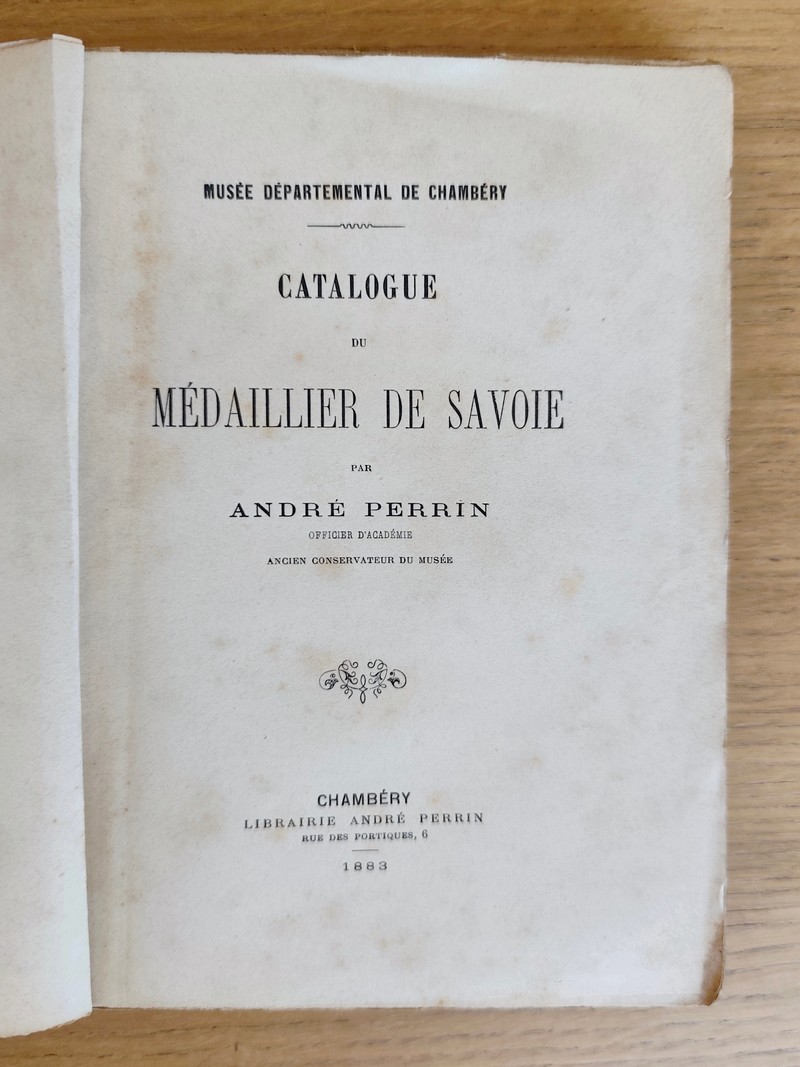 MUSÉE DÉPARTEMENTAL DE CHAMBÉRY
CATALOGUE
DU
MÉDAILLIER DE SAVOIE
PAR
ANDRÉ PERRIN
OFFICIER D'ACADÉMIE
ANCIEN CONSERVATEUR DU MUSÉE
CHAMBÉRY
LIBRAIRIE ANDRÉ PERRIN
RUE DES PORTIQUES, 6
1883